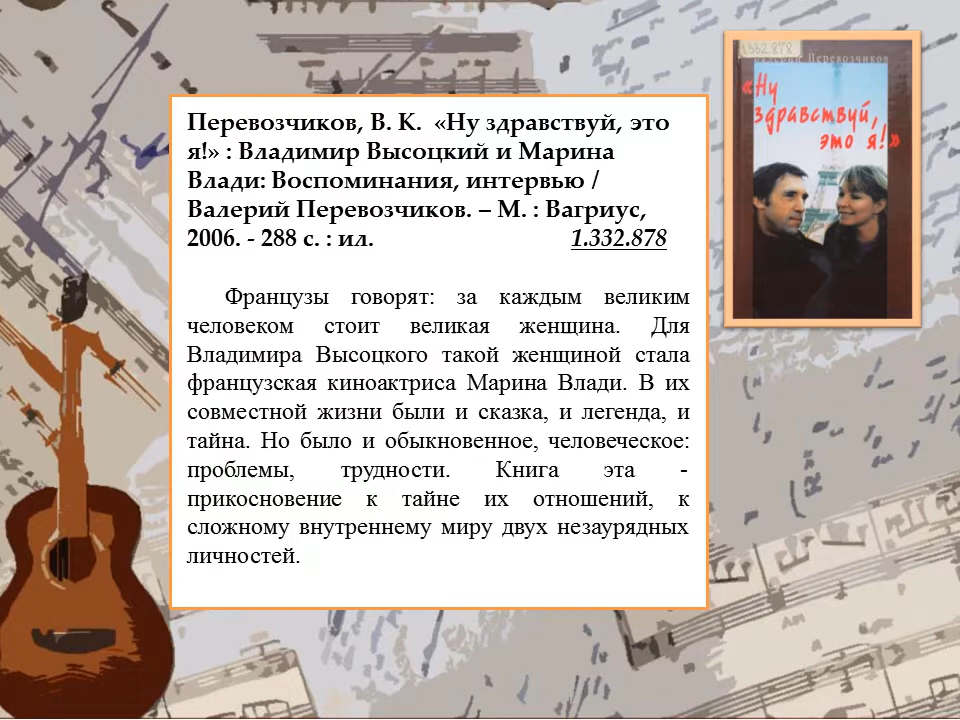 Перевозчиков, В. К. «Ну здравствуй, это
я!» : Владимир Высоцкий и Марина
Влади: Воспоминания, интервью /
Валерий Перевозчиков. – М. : Вагриус,
2006. - 288 с. : ил. 1.332.878
Французы говорят: за каждым великим
человеком стоит великая женщина. Для
Владимира Высоцкого такой женщиной стала
французская киноактриса Марина Влади. В их
совместной жизни были и сказка, и легенда, и
тайна. Но было и обыкновенное, человеческое:
проблемы, трудности. Книга эта -
прикосновение к тайне их отношений, к
сложному внутреннему миру двух незаурядных
личностей.
1332.878
Валерий Перевозчиков
«Ну
здравствуй,
это я!»